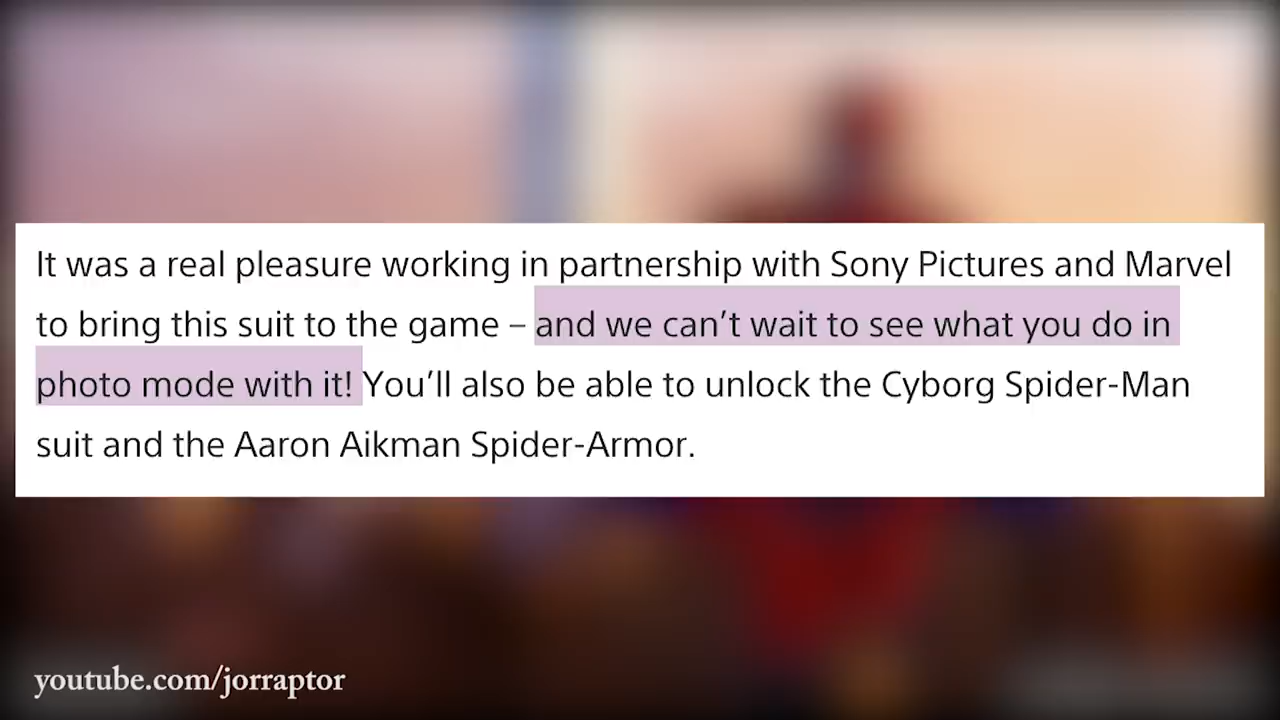 It was a real pleasure working in partnership with Sony Pictures and Marvel
to bring this suit to the game – and we can’t wait to see what you do in
photo mode with it! You’ll also be able to unlock the Cyborg Spider-Man
suit and the Aaron Aikman Spider-Armor.
youtube.com/jorraptor